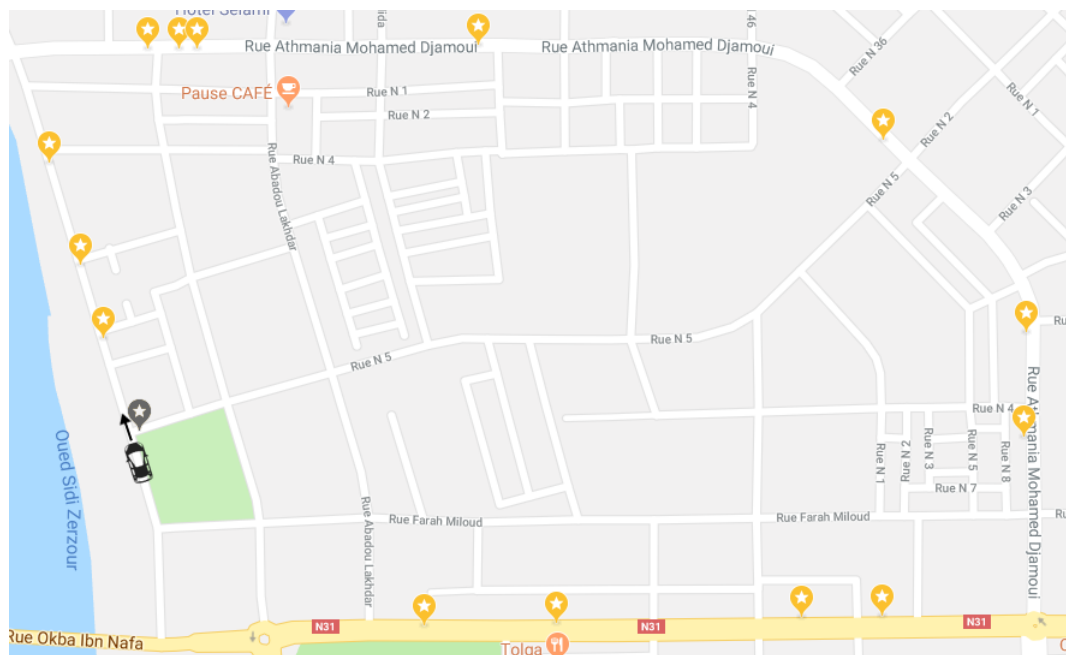 Hotel Selami
Rue Athmania Mohamed Djamoui
Rue Athmania Mohamed Djamoui
Rue N 36
Rue N 1
Rue N 2
Pause CAFÉ
Rue N 1
Rue N 2
Rue N 4
Rue N 4
Rue N 5
Rue N 3
Rue Abadou Lakhdar
Rue N 5
Rue N 5
Rue Athmania Mohamed Djamoui
Rue N 4
Rue N 1
Rue N 2
Rue N 3
Rue N 5
Rue N 8
Rue N 7
Oued Sidi Zerzour
Rue Abadou Lakhdar
Rue Farah Miloud
Rue Farah Miloud
Rue Okba Ibn Nafa
N31
N31
N31
Tolga